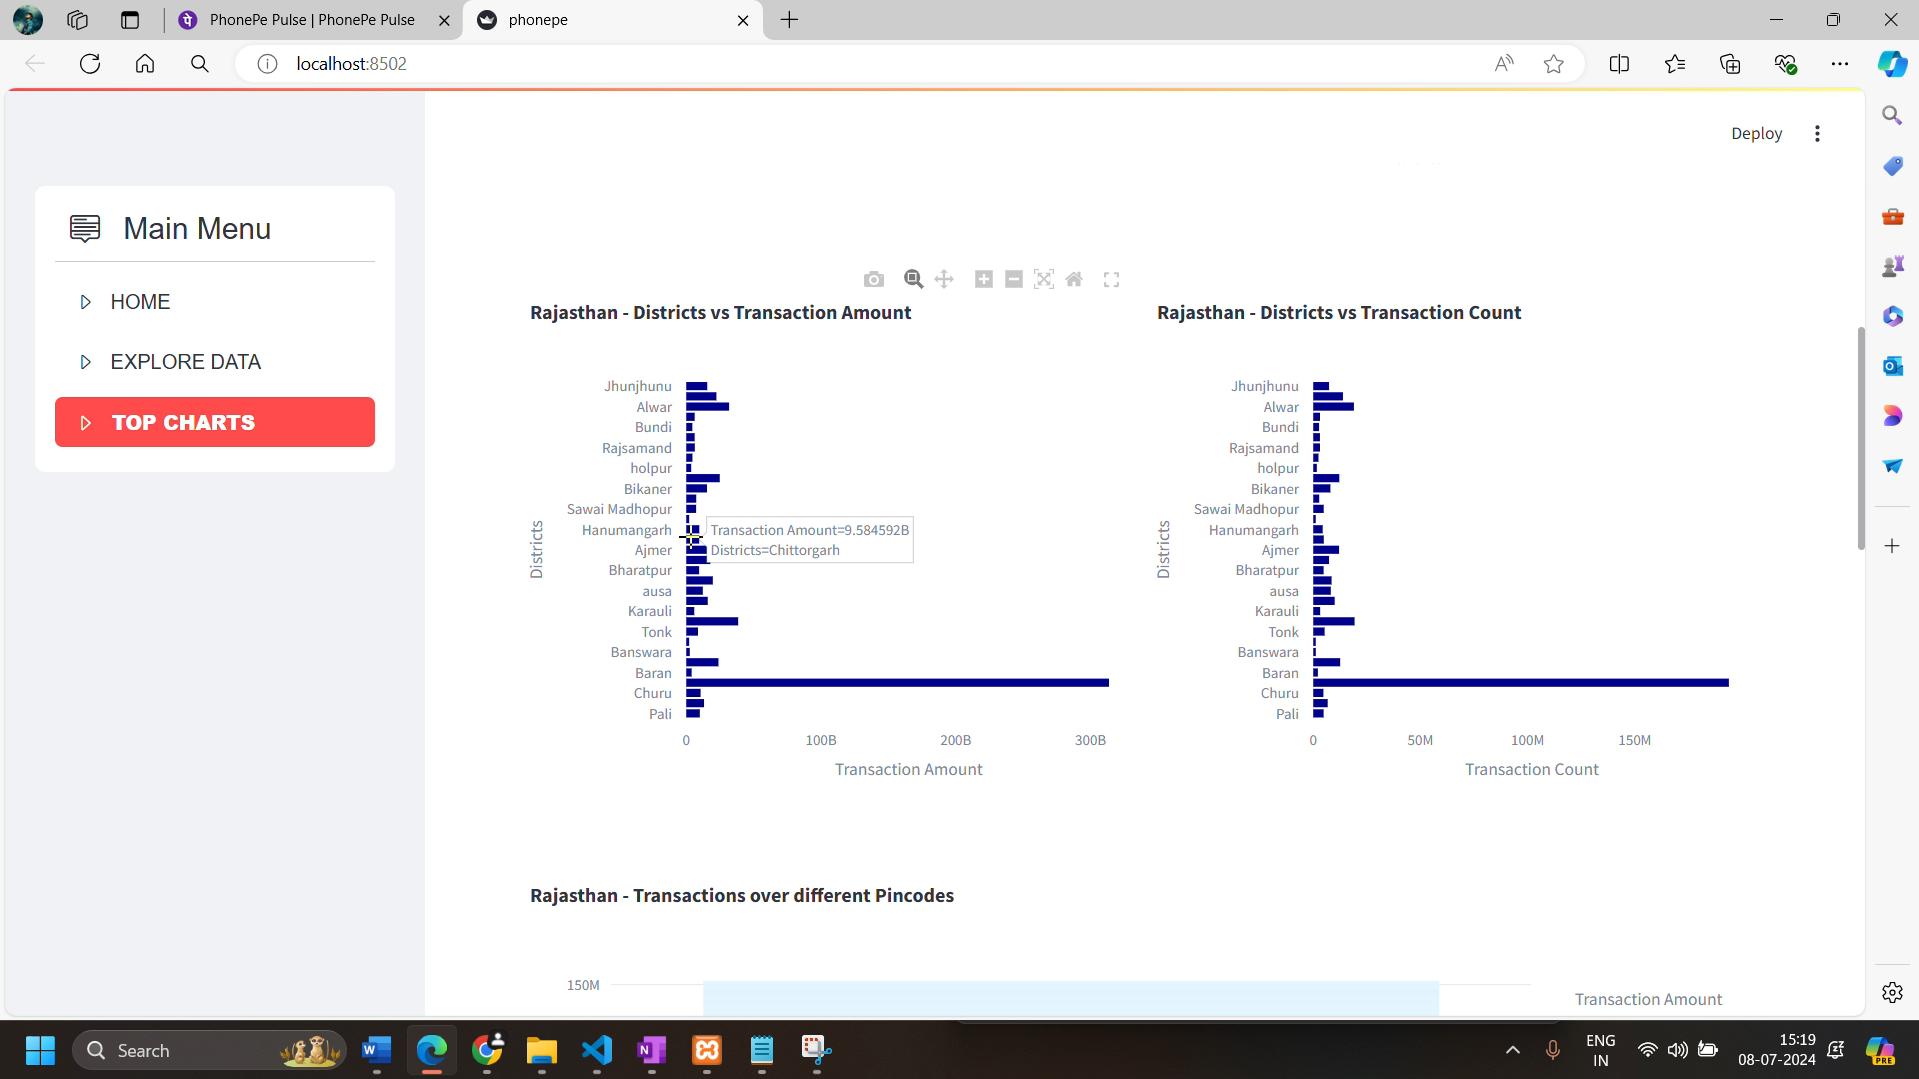 PhonePe Pulse | PhonePe Pulse
phonepe
localhost:8502
Deploy
Main Menu
HOME
EXPLORE DATA
TOP CHARTS
Rajasthan - Districts vs Transaction Amount
Jhunjhunu
Alwar
Bundi
Rajsamand
holpur
Bikaner
Sawai Madhopur
Hanumangarh
Ajmer
Bharatpur
ausa
Karauli
Tonk
Banswara
Baran
Churu
Pali
Districts
Transaction Amount=9.584592B
Districts=Chittorgarh
0 100B 200B 300B
Transaction Amount
Rajasthan - Districts vs Transaction Count
Jhunjhunu
Alwar
Bundi
Rajsamand
holpur
Bikaner
Sawai Madhopur
Hanumangarh
Ajmer
Bharatpur
ausa
Karauli
Tonk
Banswara
Baran
Churu
Pali
Districts
0 50M 100M 150M
Transaction Count
Rajasthan - Transactions over different Pincodes
150M
Transaction Amount
Search
ENG
IN
15:19
08-07-2024
PRE